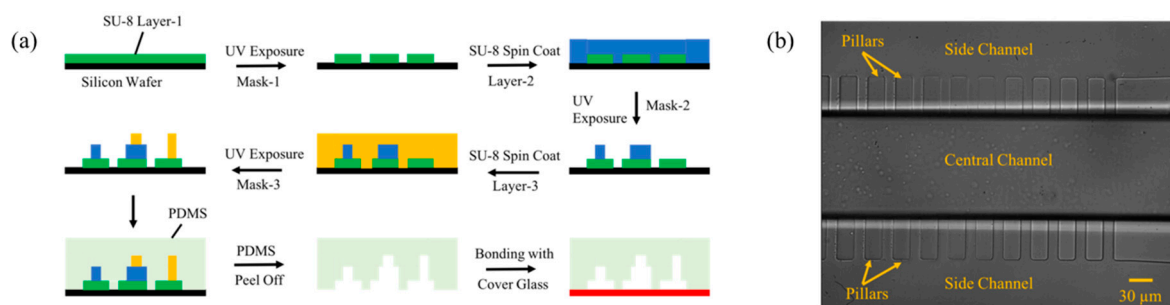 (a)
SU-8 Layer-1
Silicon Wafer
UV Exposure
Mask-1
SU-8 Spin Coat
Layer-2
UV
Exposure
Mask-2
SU-8 Spin Coat
Layer-3
UV Exposure
Mask-3
PDMS
PDMS
Peel Off
Bonding with
Cover Glass
(b)
Pillars
Side Channel
Central Channel
Pillars
Side Channel
30 µm